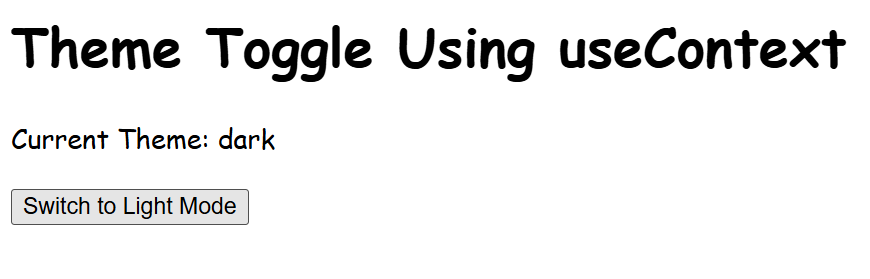 Theme Toggle Using useContext
Current Theme: dark
Switch to Light Mode